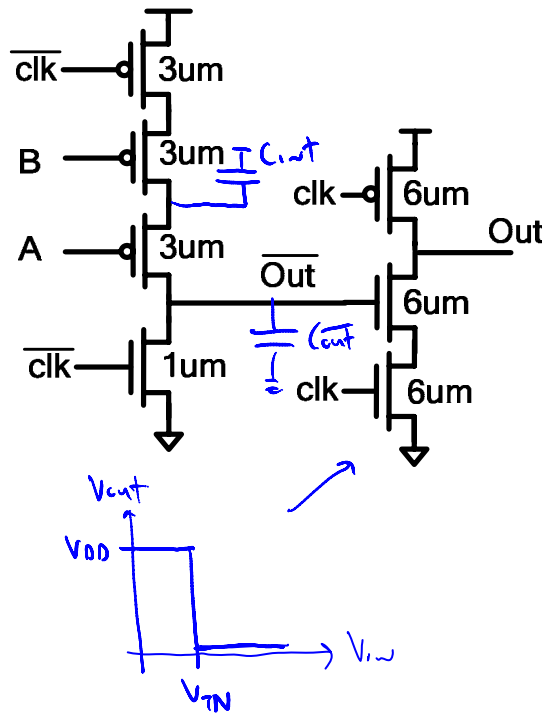 clk 3um
B 3um Cint
clk 6um
A 3um
Out
Out
6um
Cout
clk 1um
clk 6um
Vout
VDD
Vin
VTN